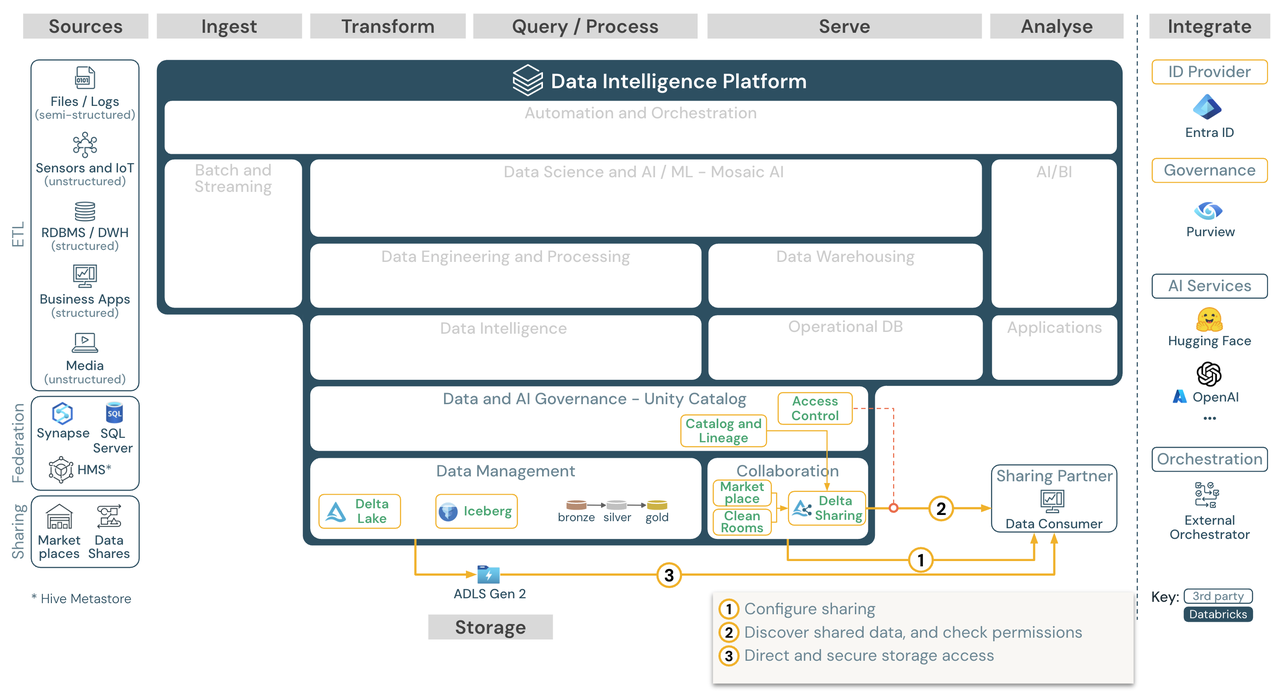 Sources
Ingest
Transform
Query / Process
Serve
Analyse
Integrate
ETL
Files / Logs
(semi-structured)
Sensors and IoT
(unstructured)
RDBMS / DWH
(structured)
Business Apps
(structured)
Media
(unstructured)
Federation
Synapse
SQL
SQL
Server
HMS*
Sharing
Market
places
Data
Shares
* Hive Metastore
Data Intelligence Platform
Automation and Orchestration
Batch and
Streaming
Data Science and AI / ML - Mosaic AI
AI/BI
Data Engineering and Processing
Data Warehousing
Data Intelligence
Operational DB
Applications
Data and AI Governance - Unity Catalog
Access
Control
Catalog and
Lineage
Data Management
Delta
Lake
Iceberg
bronze
silver
gold
Collaboration
Market
place
Clean
Rooms
Delta
Sharing
2
Sharing Partner
Data Consumer
1
3
ADLS Gen 2
Storage
1 Configure sharing
2 Discover shared data, and check permissions
3 Direct and secure storage access
ID Provider
Entra ID
Governance
Purview
AI Services
Hugging Face
OpenAI
...
Orchestration
External
Orchestrator
Key: 3rd party
Databricks
0101